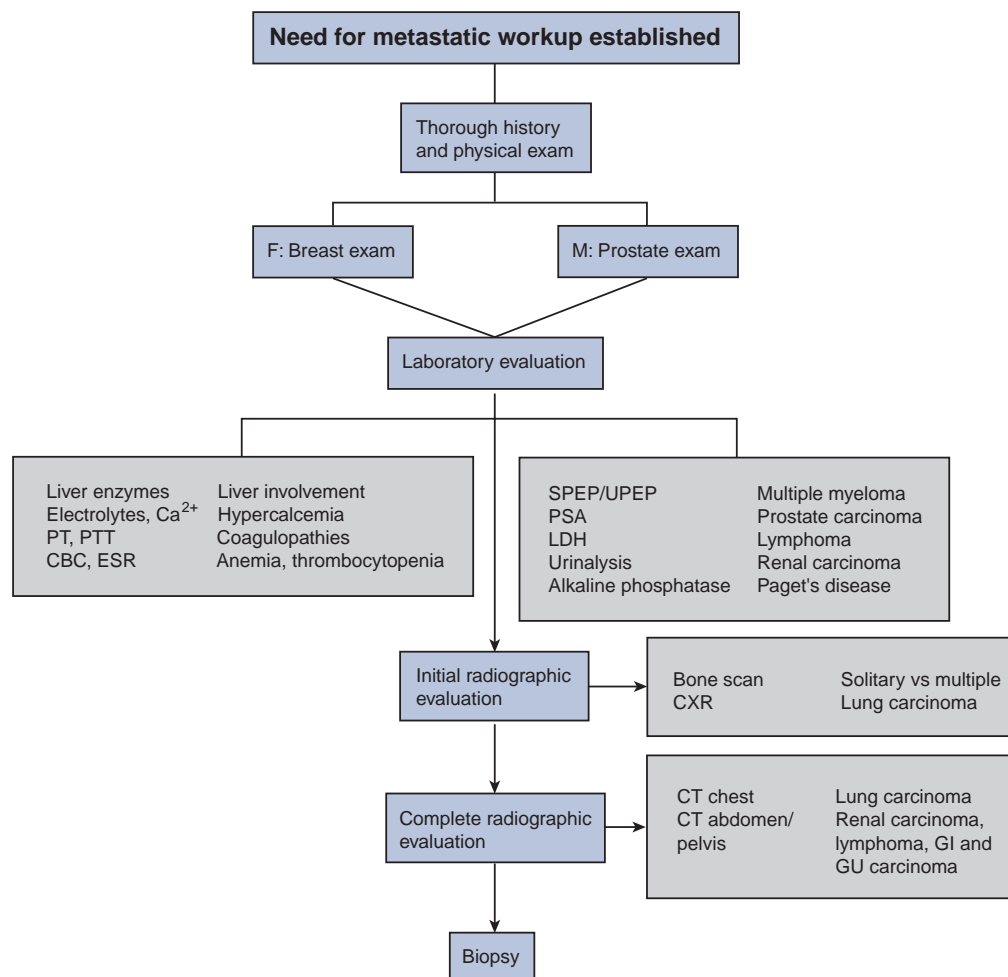 Need for metastatic workup established
Thorough history
and physical exam
F: Breast exam
M: Prostate exam
Laboratory evaluation
Liver enzymes Liver involvement
Electrolytes, Ca²⁺ Hypercalcemia
PT, PTT Coagulopathies
CBC, ESR Anemia, thrombocytopenia
SPEP/UPEP Multiple myeloma
PSA Prostate carcinoma
LDH Lymphoma
Urinalysis Renal carcinoma
Alkaline phosphatase Paget's disease
Initial radiographic
evaluation
Bone scan Solitary vs multiple
CXR Lung carcinoma
Complete radiographic
evaluation
CT chest Lung carcinoma
CT abdomen/ Renal carcinoma,
pelvis lymphoma, GI and
GU carcinoma
Biopsy